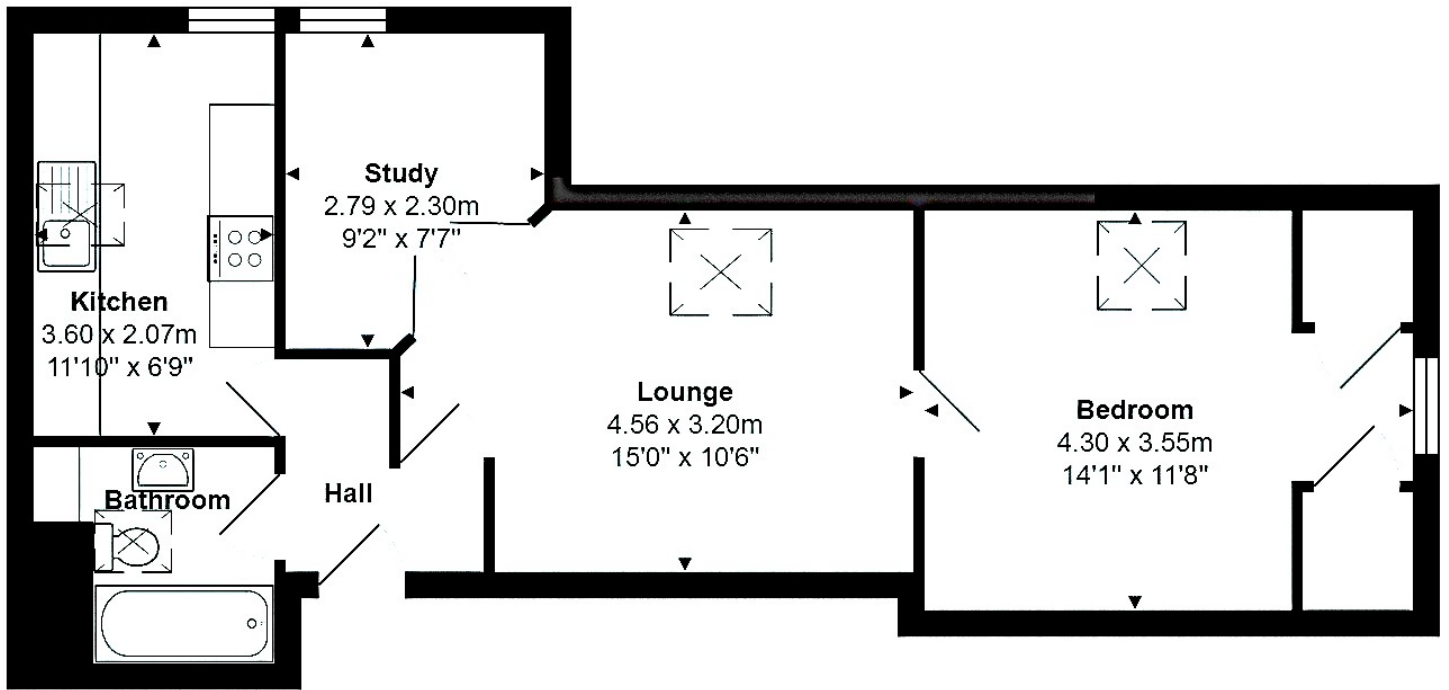 Study
2.79 x 2.30m
9'2" x 7'7"
Kitchen
3.60 x 2.07m
11'10" x 6'9"
Lounge
4.56 x 3.20m
15'0" x 10'6"
Bedroom
4.30 x 3.55m
14'1" x 11'8"
Bathroom
Hall